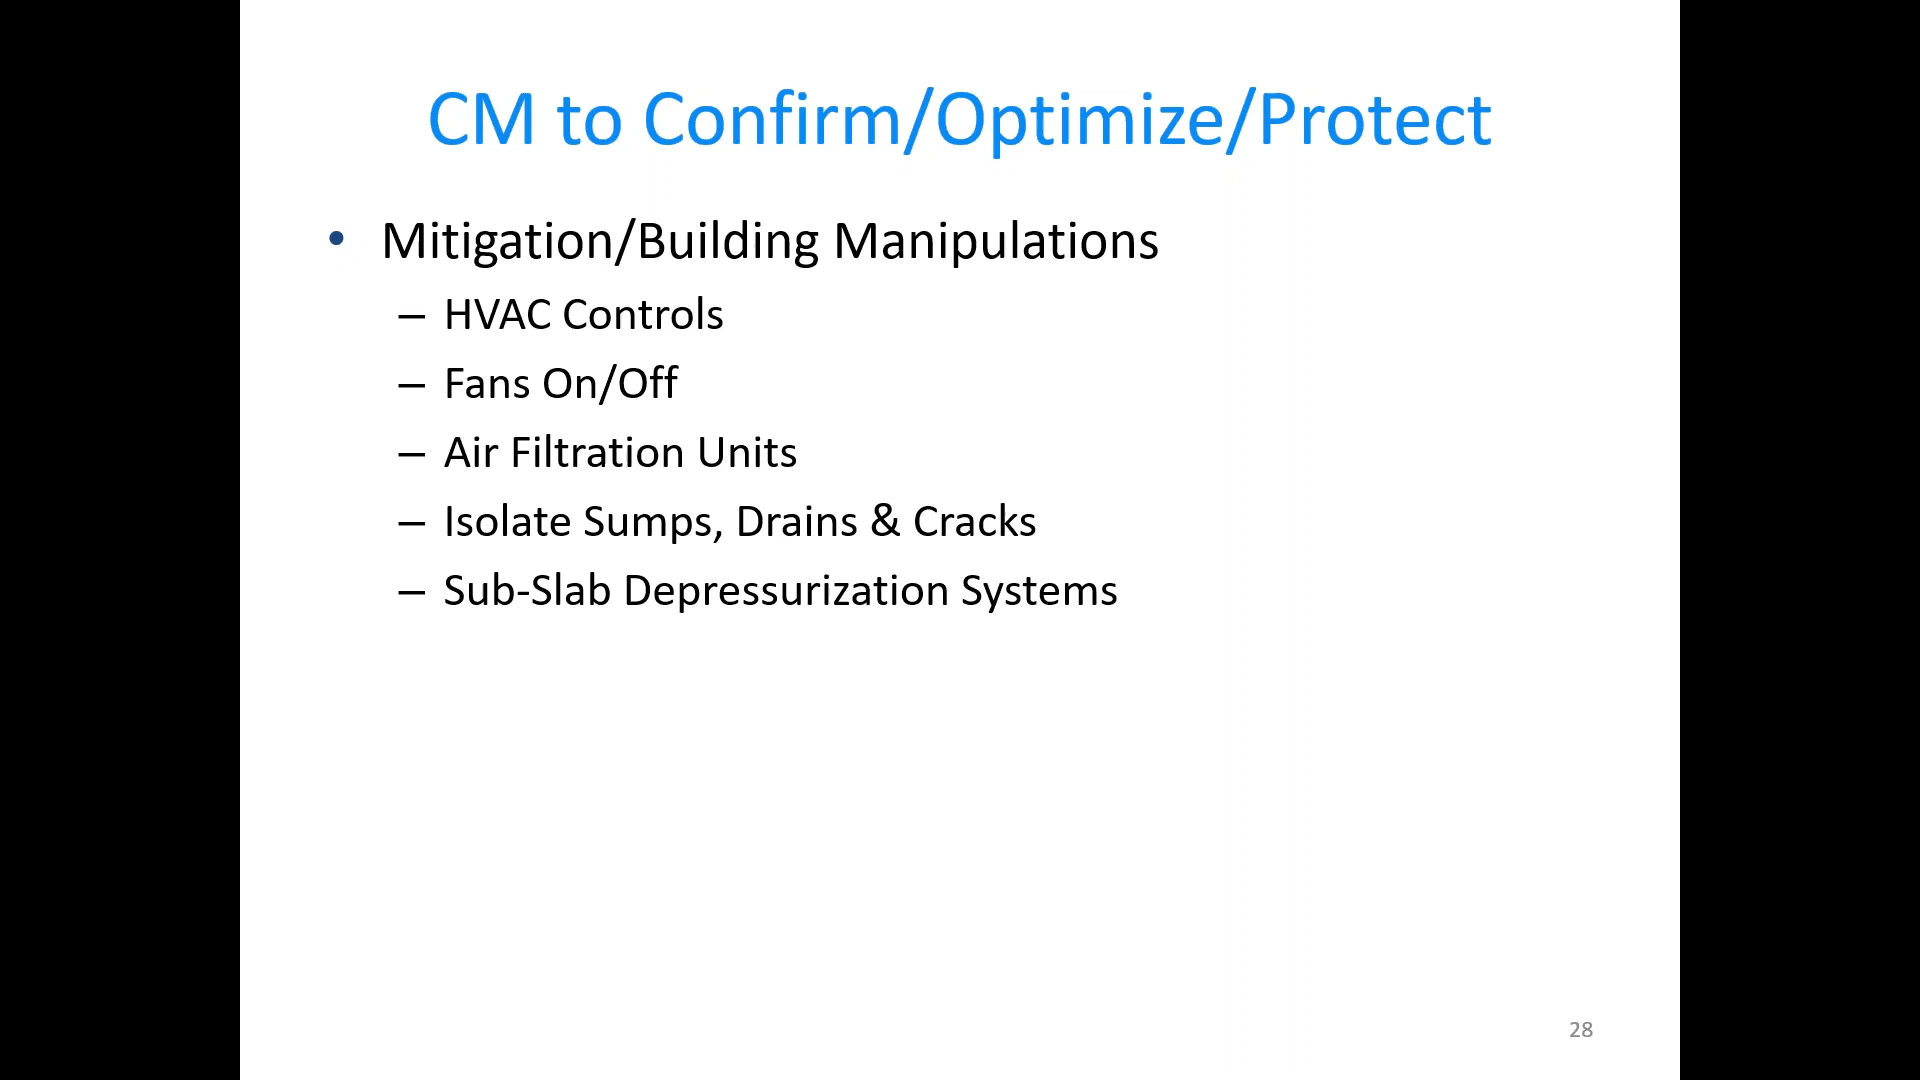 CM to Confirm/Optimize/Protect
• Mitigation/Building Manipulations
– HVAC Controls
– Fans On/Off
– Air Filtration Units
– Isolate Sumps, Drains & Cracks
– Sub-Slab Depressurization Systems
28